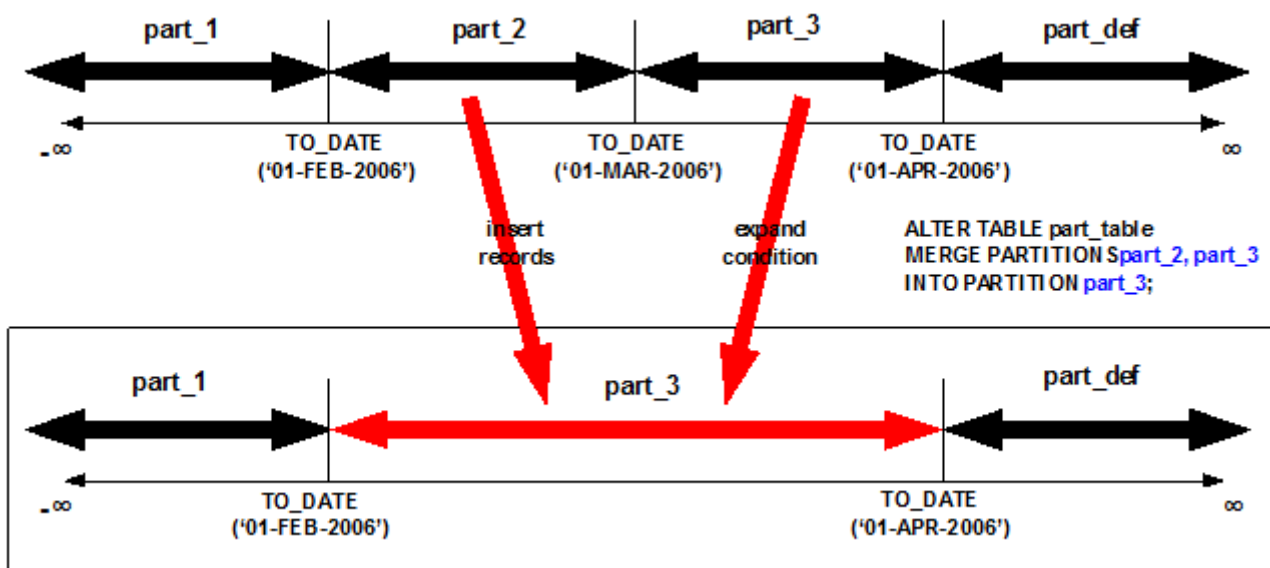 part_1 part_2 part_3 part_def
-∞ TO_DATE TO_DATE TO_DATE ∞
(‘01-FEB-2006’) (‘01-MAR-2006’) (‘01-APR-2006’)
insert expand ALTER TABLE part_table
records condition MERGE PARTITIONSpart_2, part_3
INTO PARTITION part_3;
part_1 part_3 part_def
-∞ TO_DATE TO_DATE ∞
(‘01-FEB-2006’) (‘01-APR-2006’)